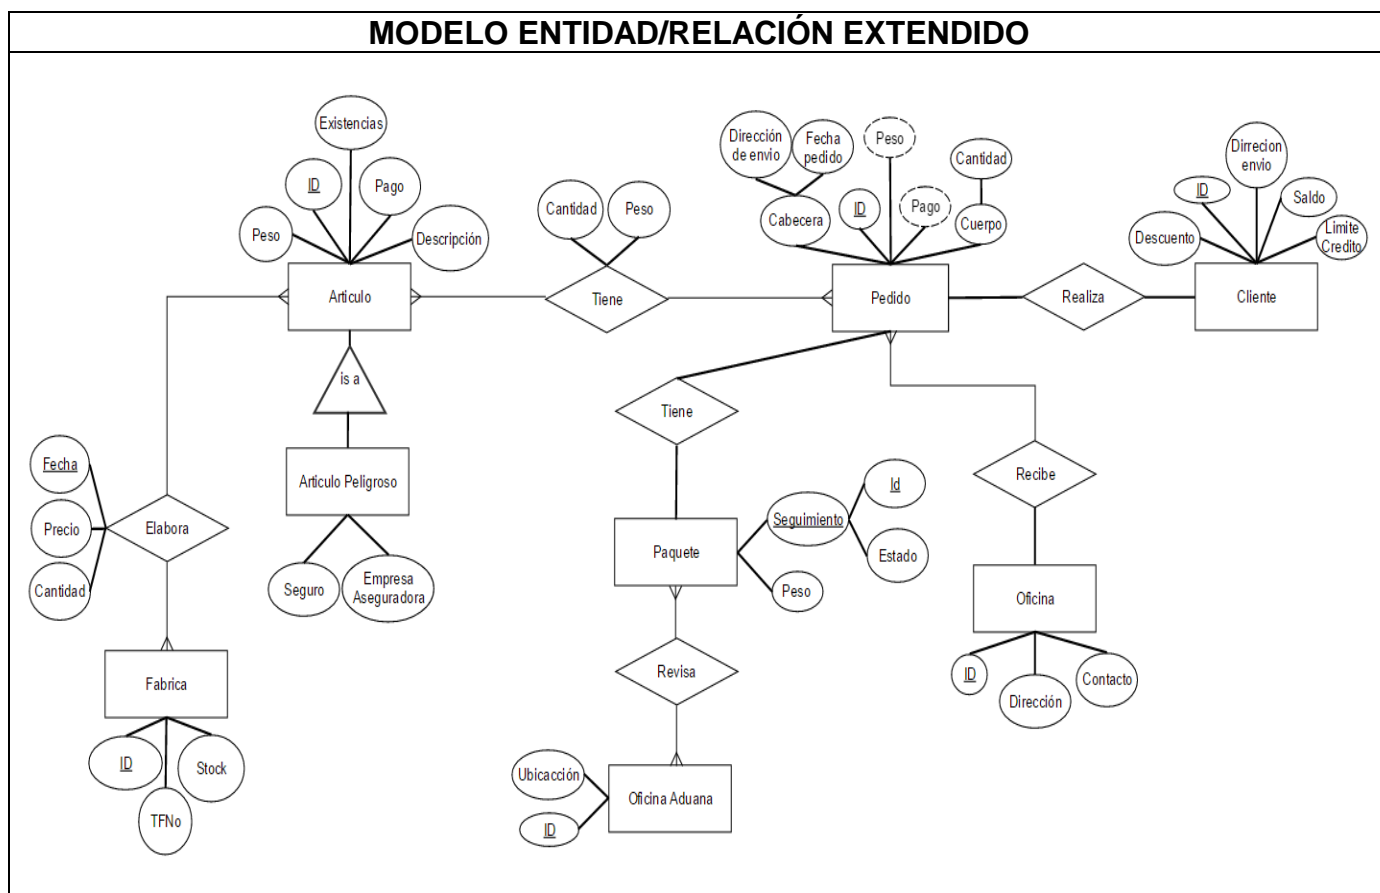 MODELO ENTIDAD/RELACIÓN EXTENDIDO
Existencias
ID
Pago
Peso
Descripción
Articulo
Cantidad
Peso
Tiene
Dirección
de envio
Fecha
pedido
Peso
Cantidad
Cabecera
ID
Pago
Cuerpo
Pedido
Realiza
Dirrecion
envio
ID
Saldo
Descuento
Limite
Credito
Cliente
is a
Articulo Peligroso
Seguro
Empresa
Aseguradora
Fecha
Precio
Cantidad
Elabora
Fabrica
ID
Stock
TFNo
Tiene
Paquete
Seguimiento
Id
Estado
Peso
Revisa
Ubicacción
ID
Oficina Aduana
Recibe
Oficina
ID
Dirección
Contacto